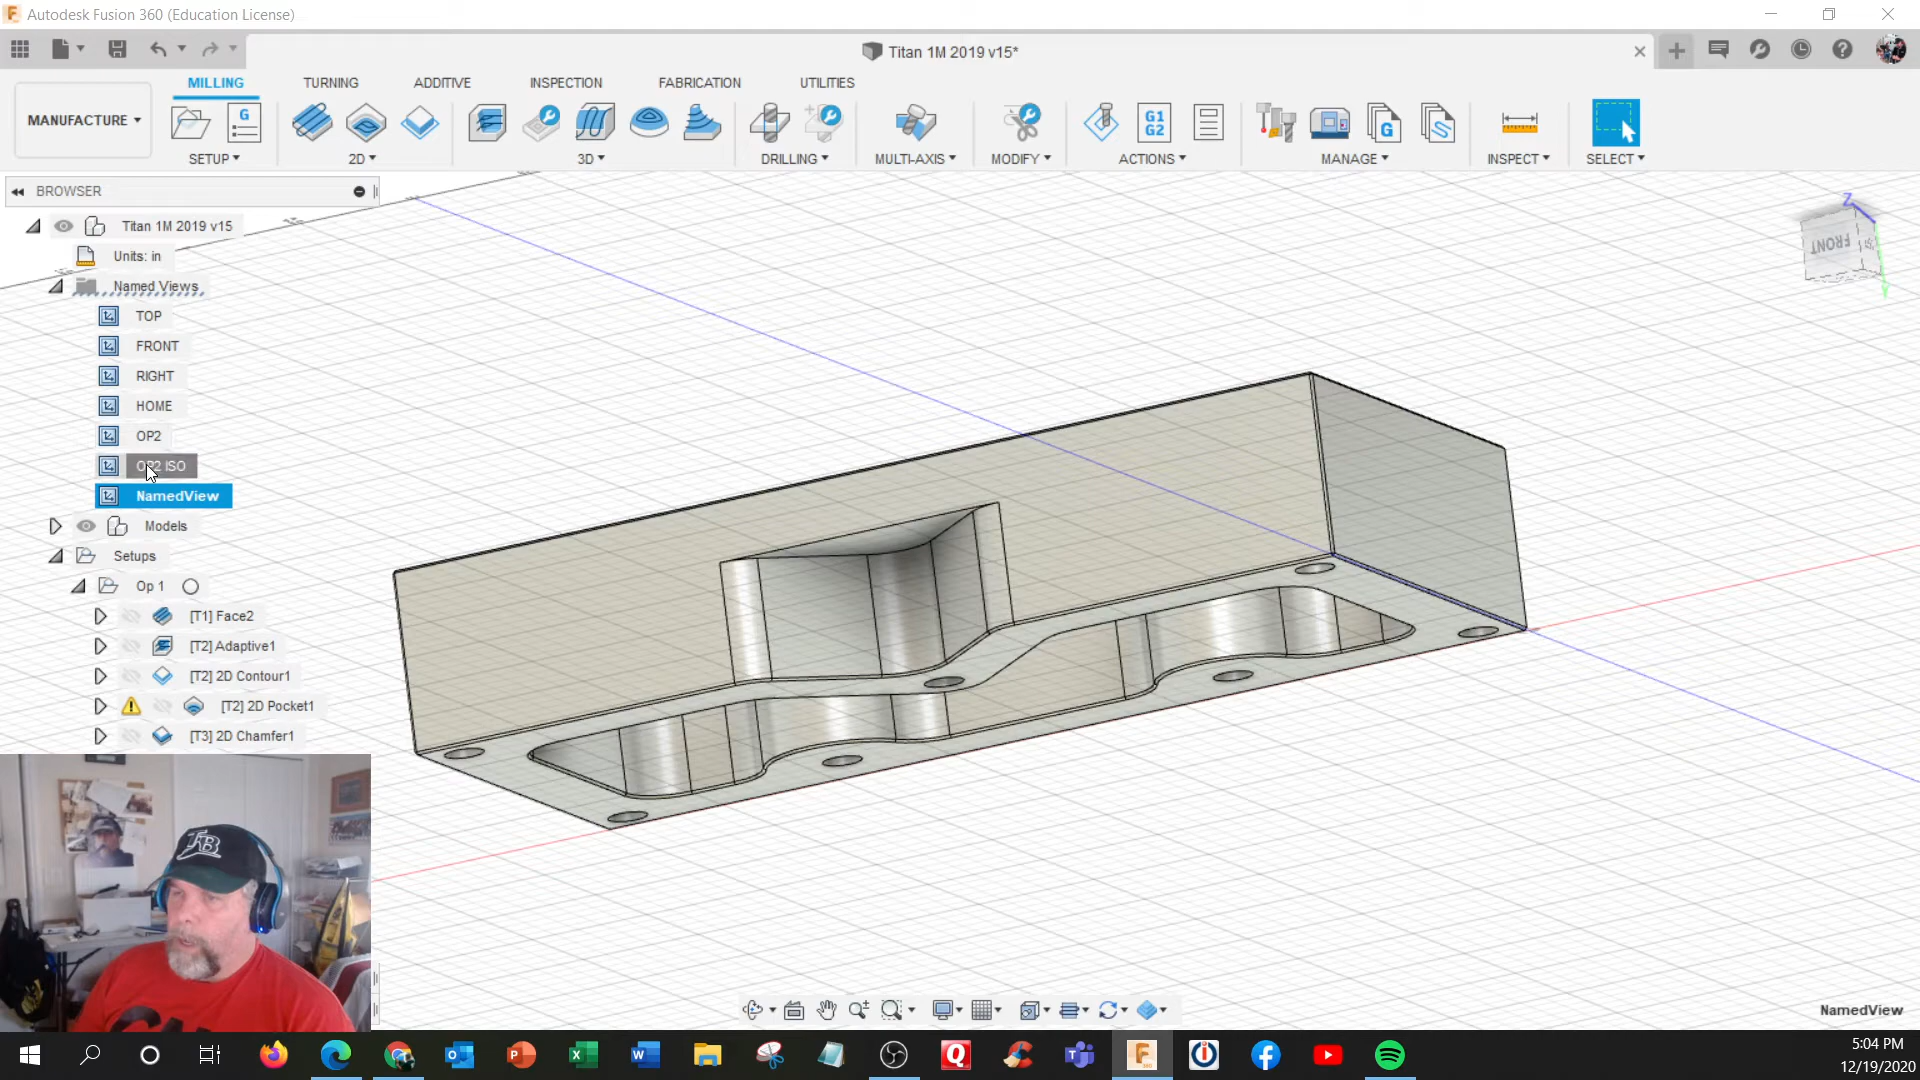 Autodesk Fusion 360 (Education License)
Titan 1M 2019 v15*
MILLING
TURNING
ADDITIVE
INSPECTION
FABRICATION
UTILITIES
MANUFACTURE
G
G1
G2
G
SETUP
2D
3D
DRILLING
MULTI-AXIS
MODIFY
ACTIONS
MANAGE
INSPECT
SELECT
BROWSER
Titan 1M 2019 v15
Units: in
Named Views
TOP
FRONT
RIGHT
HOME
OP2
OP2 ISO
NamedView
Models
Setups
Op 1
[T1] Face2
[T2] Adaptive1
[T2] 2D Contour1
[T2] 2D Pocket1
[T3] 2D Chamfer1
Z
FRONT
Y
TB
NamedView
5:04 PM
12/19/2020